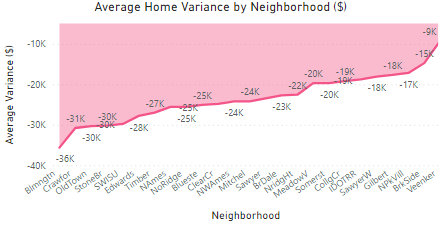 Average Home Variance by Neighborhood ($)
Average Variance ($)
-10K
-20K
-30K
-40K
-36K
-31K
-30K
-30K
-30K
-28K
-27K
-25K
-25K
-25K
-24K
-24K
-23K
-22K
-20K
-20K
-19K
-19K
-18K
-18K
-17K
-15K
-9K
Blmngtn
Crawfor
OldTown
StoneBr
SWISU
Edwards
Timber
NAmes
NoRidge
Blueste
ClearCr
NWAmes
Mitchel
Sawyer
BrDale
NridgHt
MeadowV
Somerst
CollgCr
IDOTRR
SawyerW
Gilbert
NPkVill
BrkSide
Veenker
Neighborhood